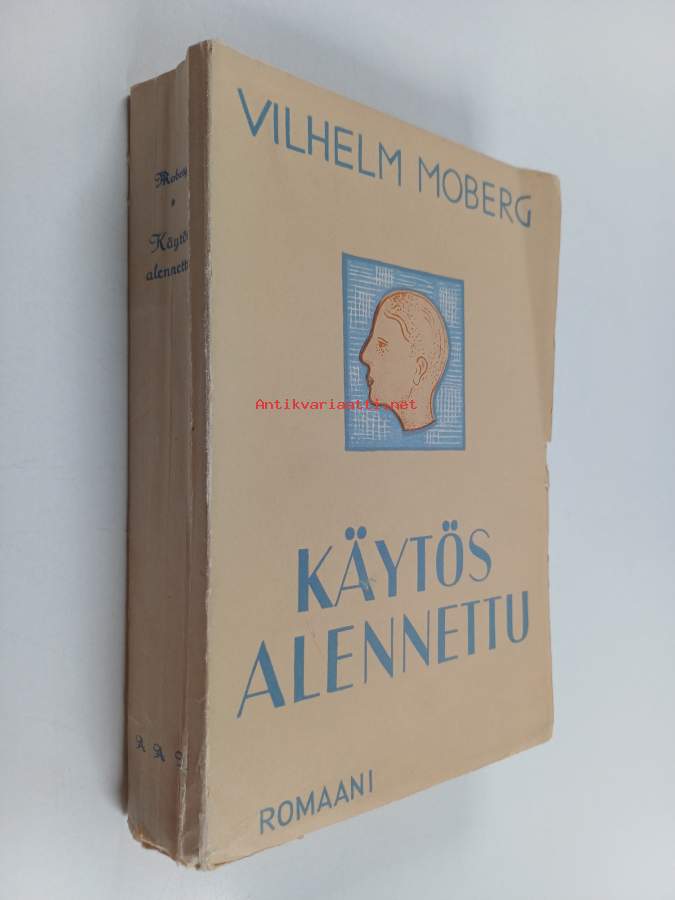 VILHELM MOBERG
Antikvariaatti.net
KÄYTÖS
ALENNETTU
ROMAANI
Moberg
Käytös
alennettu